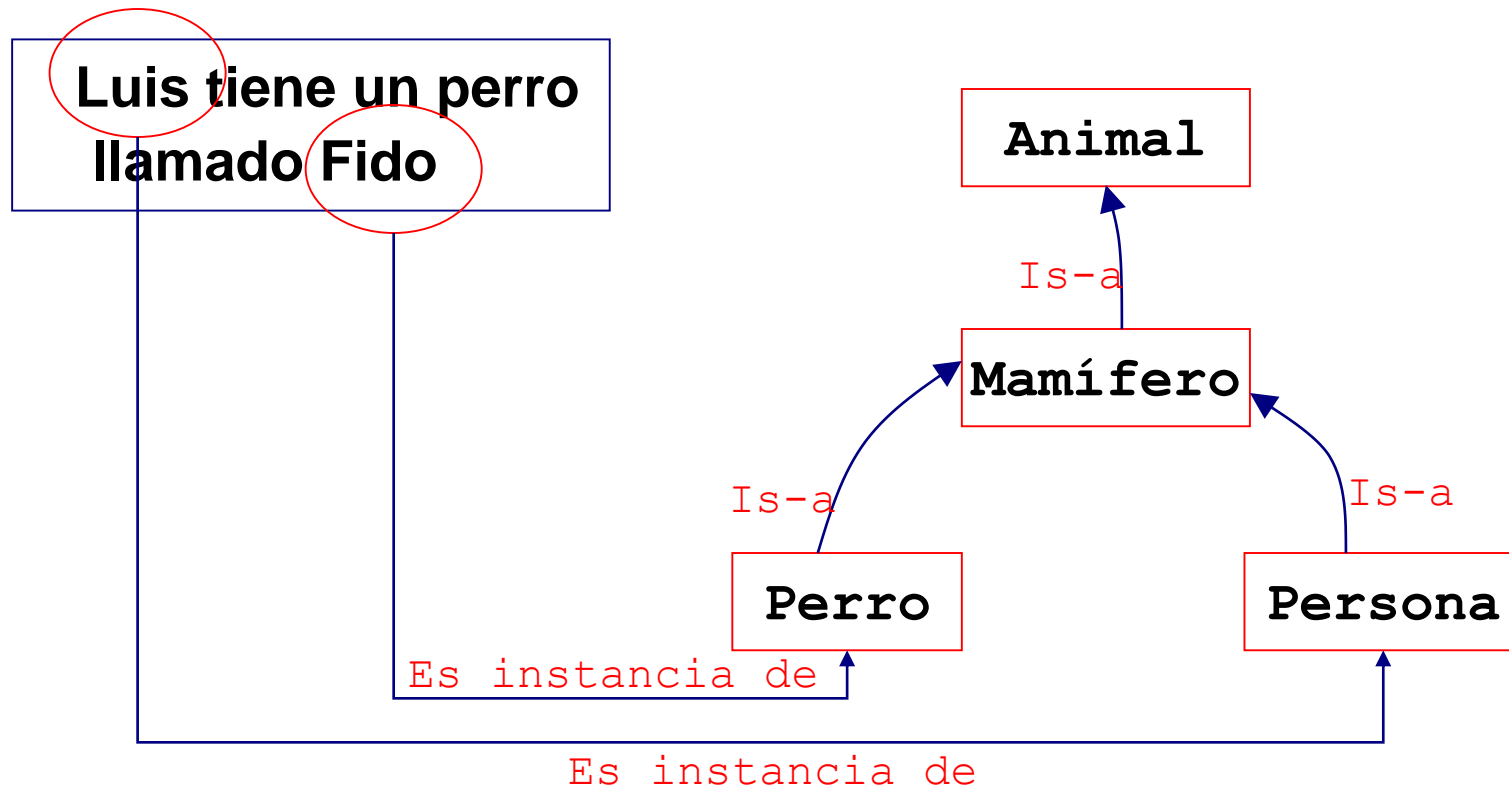 Luis tiene un perro
llamado Fido
Animal
Is-a
Mamífero
Is-a
Is-a
Perro
Persona
Es instancia de
Es instancia de